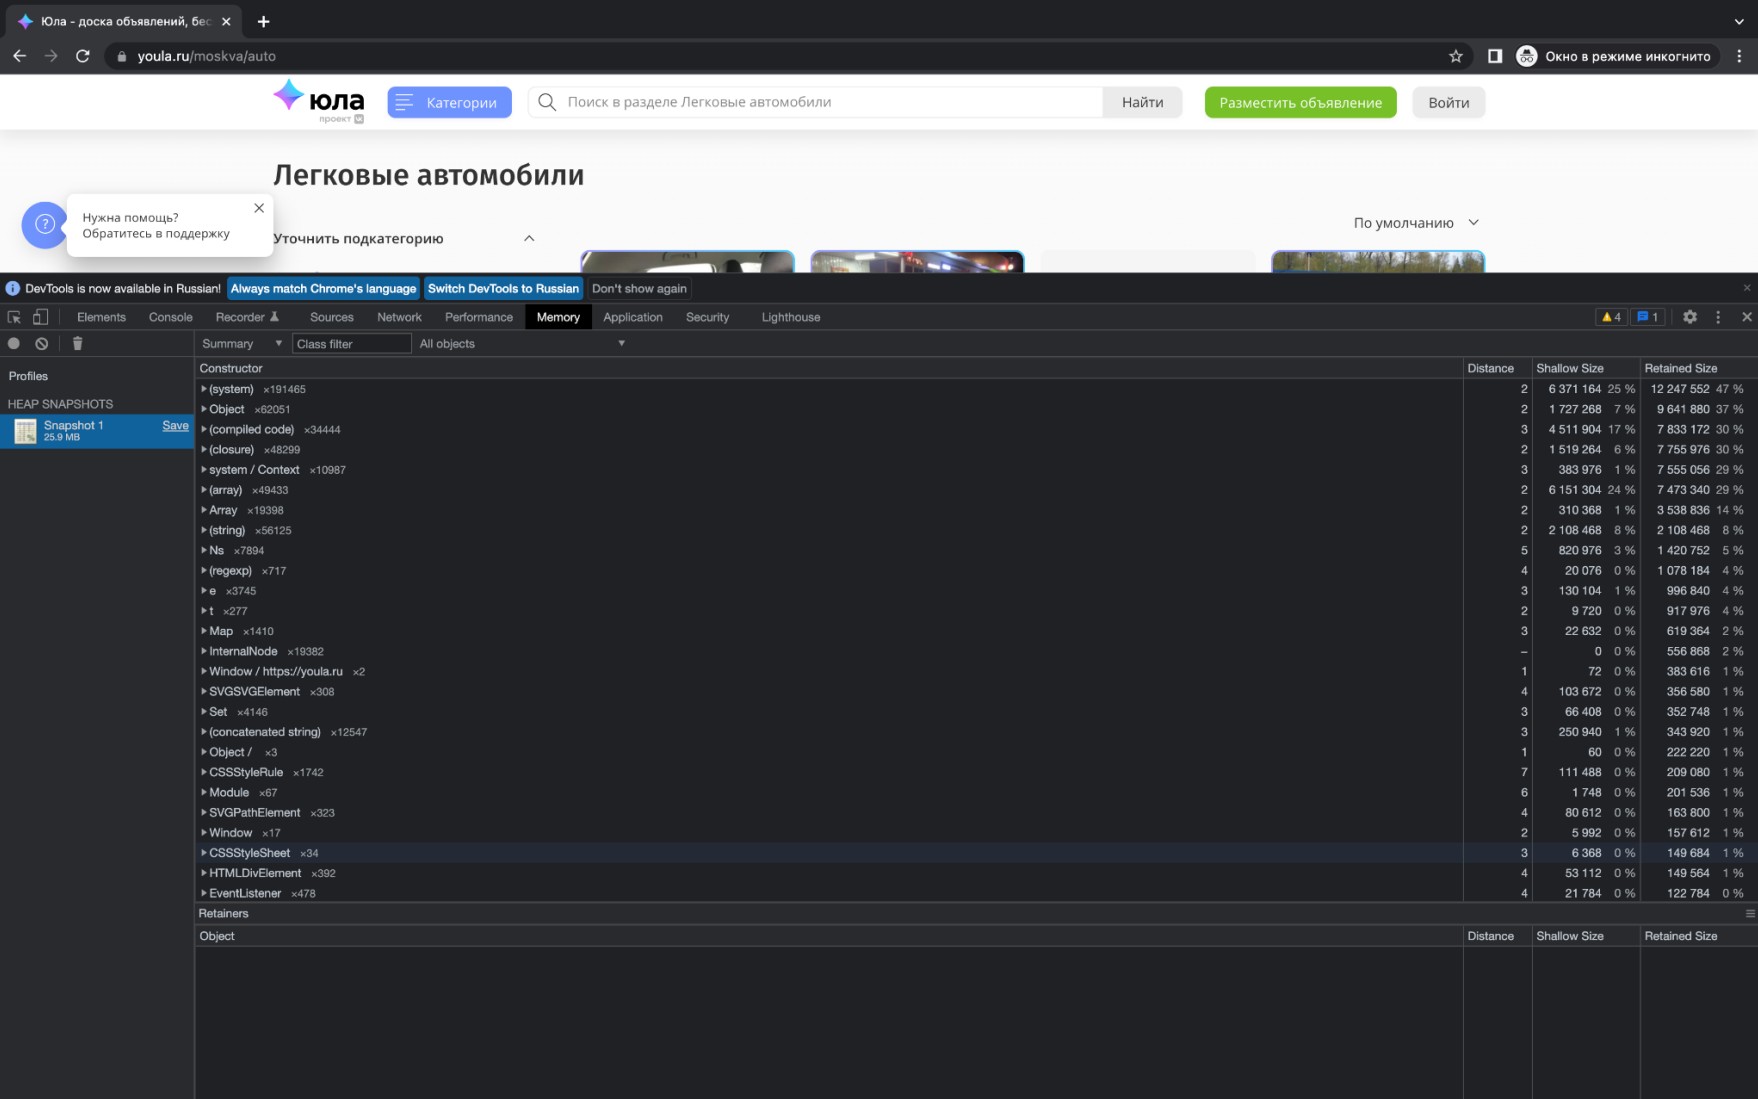 Юла - доска объявлений, бес
youla.ru/moskva/auto
Окно в режиме инкогнито
юла
проект
Категории
Поиск в разделе Легковые автомобили
Найти
Разместить объявление
Войти
Легковые автомобили
Нужна помощь?
Обратитесь в поддержку
По умолчанию
Уточнить подкатегорию
DevTools is now available in Russian! Always match Chrome's language Switch DevTools to Russian Don't show again
Elements Console Recorder Sources Network Performance Memory Application Security Lighthouse 4 1
Summary Class filter All objects
Profiles
HEAP SNAPSHOTS
Snapshot 1 Save
25.9 MB
Constructor Distance Shallow Size Retained Size
(system) ×191465 2 6 371 164 25 % 12 247 552 47 %
Object ×62051 2 1 727 268 7 % 9 641 880 37 %
(compiled code) ×34444 3 4 511 904 17 % 7 833 172 30 %
(closure) ×48299 2 1 519 264 6 % 7 755 976 30 %
system / Context ×10987 3 383 976 1 % 7 555 056 29 %
(array) ×49433 2 6 151 304 24 % 7 473 340 29 %
Array ×19398 2 310 368 1 % 3 538 836 14 %
(string) ×56125 2 2 108 468 8 % 2 108 468 8 %
Ns ×7894 5 820 976 3 % 1 420 752 5 %
(regexp) ×717 4 20 076 0 % 1 078 184 4 %
e ×3745 3 130 104 1 % 996 840 4 %
t ×277 2 9 720 0 % 917 976 4 %
Map ×1410 3 22 632 0 % 619 364 2 %
InternalNode ×19382 – 0 0 % 556 868 2 %
Window / https://youla.ru ×2 1 72 0 % 383 616 1 %
SVGSVGElement ×308 4 103 672 0 % 356 580 1 %
Set ×4146 3 66 408 0 % 352 748 1 %
(concatenated string) ×12547 3 250 940 1 % 343 920 1 %
Object / ×3 1 60 0 % 222 220 1 %
CSSStyleRule ×1742 7 111 488 0 % 209 080 1 %
Module ×67 6 1 748 0 % 201 536 1 %
SVGPathElement ×323 4 80 612 0 % 163 800 1 %
Window ×17 2 5 992 0 % 157 612 1 %
CSSStyleSheet ×34 3 6 368 0 % 149 684 1 %
HTMLDivElement ×392 4 53 112 0 % 149 564 1 %
EventListener ×478 4 21 784 0 % 122 784 0 %
Retainers
Object Distance Shallow Size Retained Size